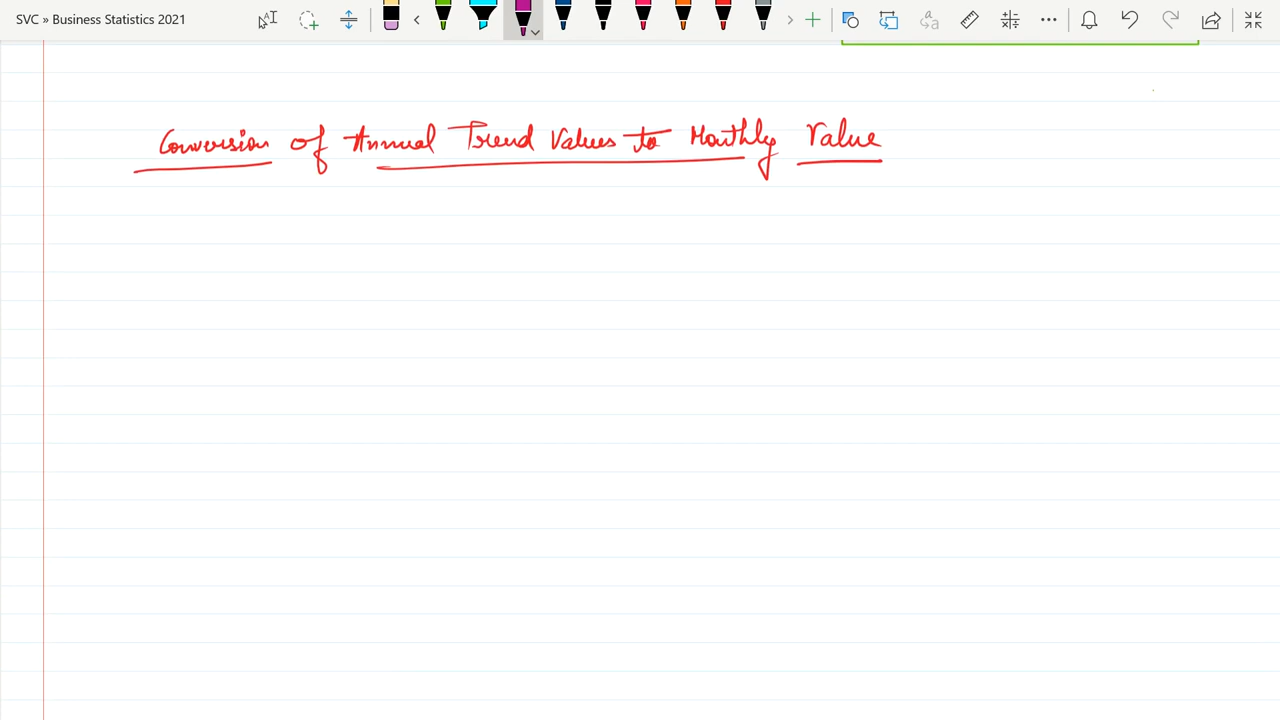 SVC » Business Statistics 2021
Conversion of Annual Trend Values to Monthly Value